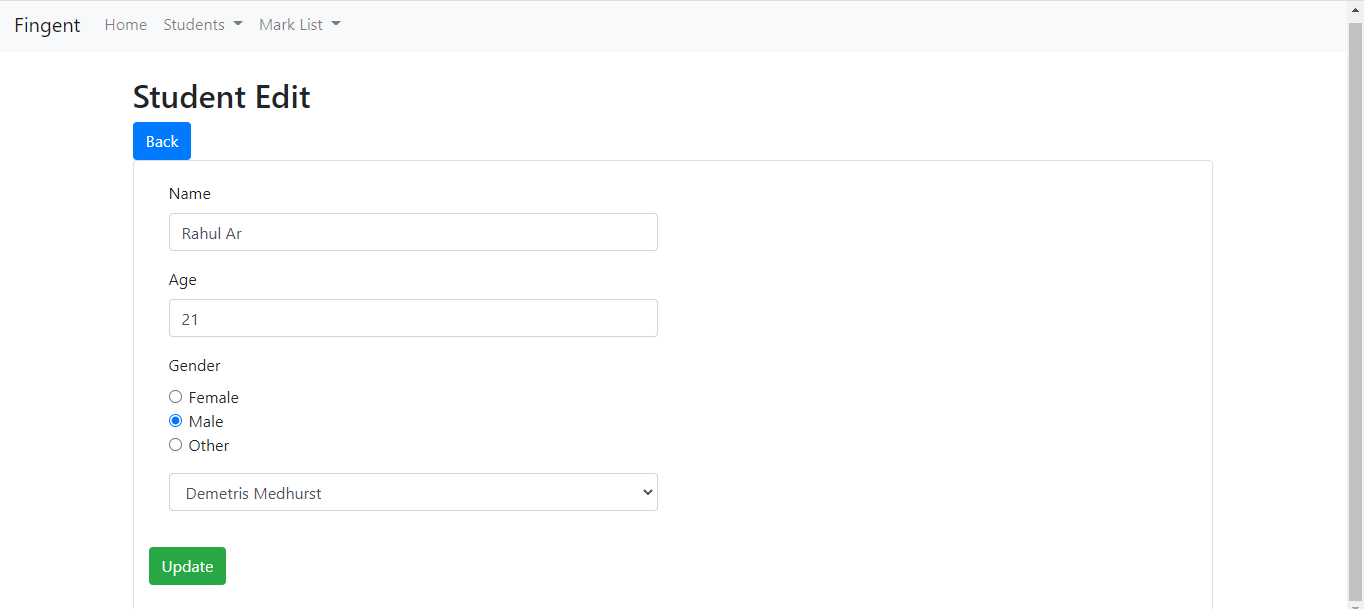 Fingent Home Students Mark List
Student Edit
Back
Name
Rahul Ar
Age
21
Gender
Female
Male
Other
Demetris Medhurst
Update